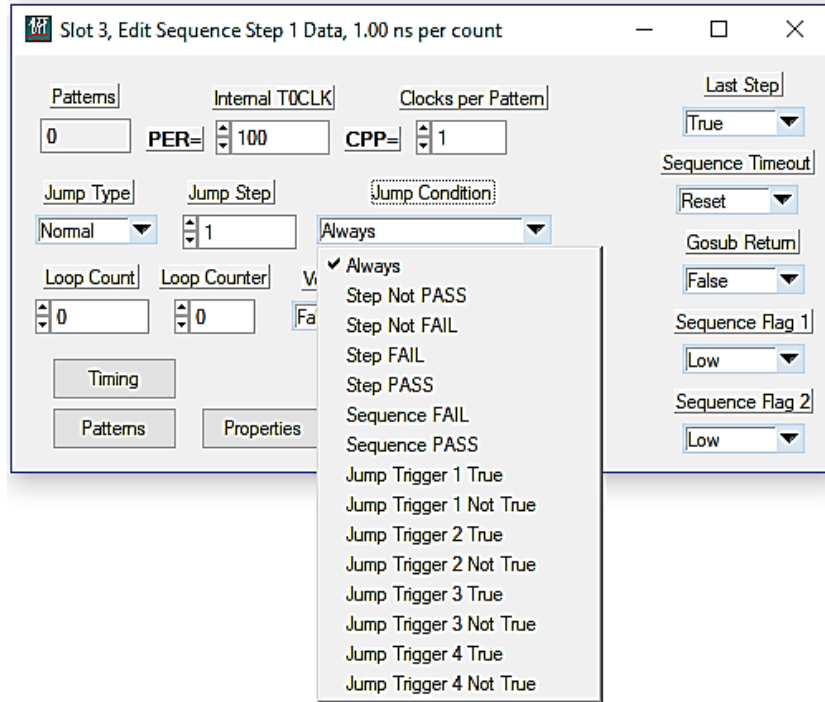 Slot 3, Edit Sequence Step 1 Data, 1.00 ns per count
Patterns Internal T0CLK Clocks per Pattern Last Step
0 PER= 100 CPP= 1 True
Sequence Timeout
Jump Type Jump Step Jump Condition Reset
Normal 1 Always
Gosub Return
Loop Count Loop Counter False
0 0
Sequence Flag 1
Low
Timing
Sequence Flag 2
Patterns Properties Low
Always
Step Not PASS
Step Not FAIL
Step FAIL
Step PASS
Sequence FAIL
Sequence PASS
Jump Trigger 1 True
Jump Trigger 1 Not True
Jump Trigger 2 True
Jump Trigger 2 Not True
Jump Trigger 3 True
Jump Trigger 3 Not True
Jump Trigger 4 True
Jump Trigger 4 Not True